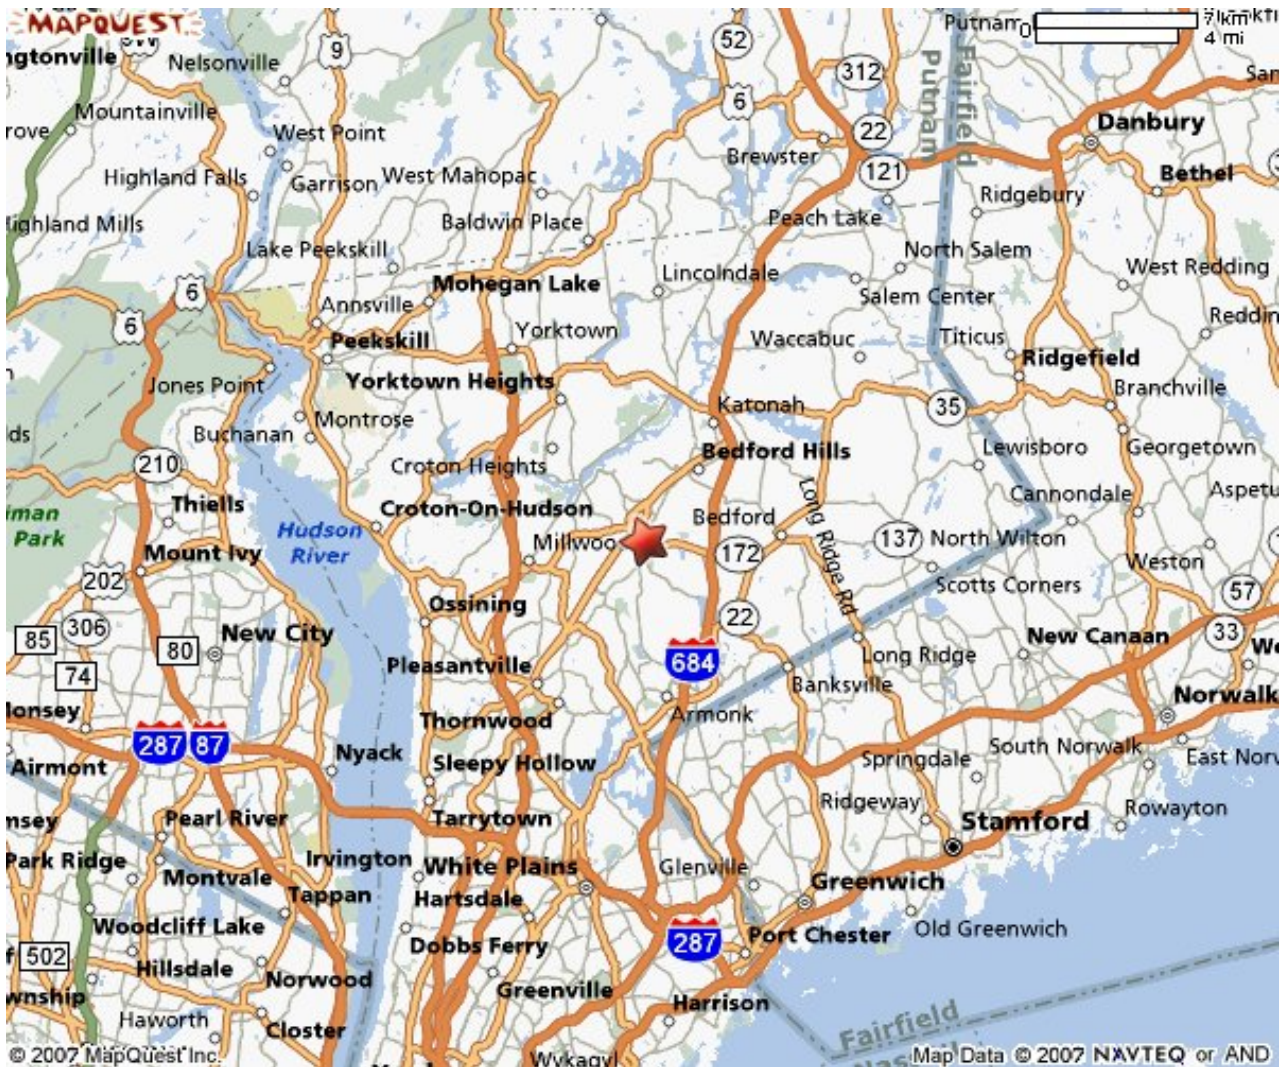 MAPQUEST
9
52
Putnam
0
7 km
4 mi
ngtonville
Nelsonville
312
6
Putnam
Fairfield
Mountainville
West Point
22
Danbury
Brewster
Highland Falls
Garrison
West Mahopac
121
Bethel
Ridgebury
Highland Mills
Baldwin Place
Peach Lake
Lake Peekskill
North Salem
Lincolndale
West Redding
6
Mohegan Lake
Salem Center
6
Annsville
Yorktown
Waccabuc
Titicus
Peekskill
Ridgefield
Jones Point
Yorktown Heights
Branchville
Montrose
Katonah
35
Buchanan
Bedford Hills
Lewisboro
Georgetown
210
Croton Heights
Cannondale
Thiells
Croton-On-Hudson
Bedford
Long Ridge Rd
Park
Hudson
River
Millwoo
172
137
North Wilton
Mount Ivy
Weston
202
Scotts Corners
57
Ossining
22
85
306
New City
New Canaan
33
80
684
Long Ridge
74
Pleasantville
Banksville
Norwalk
Thornwood
Armonk
287
87
Nyack
South Norwalk
Airmont
Sleepy Hollow
Springdale
East Norw
Ridgeway
Rowayton
Pearl River
Tarrytown
Stamford
Park Ridge
Irvington
White Plains
Glenville
Montvale
Tappan
Hartsdale
Greenwich
Woodcliff Lake
Old Greenwich
Dobbs Ferry
287
Port Chester
502
Hillsdale
Norwood
Greenville
Harrison
wnship
Haworth
Closter
Fairfield
Wykagyl
© 2007 MapQuest Inc.
Map Data © 2007 NAVTEQ or AND